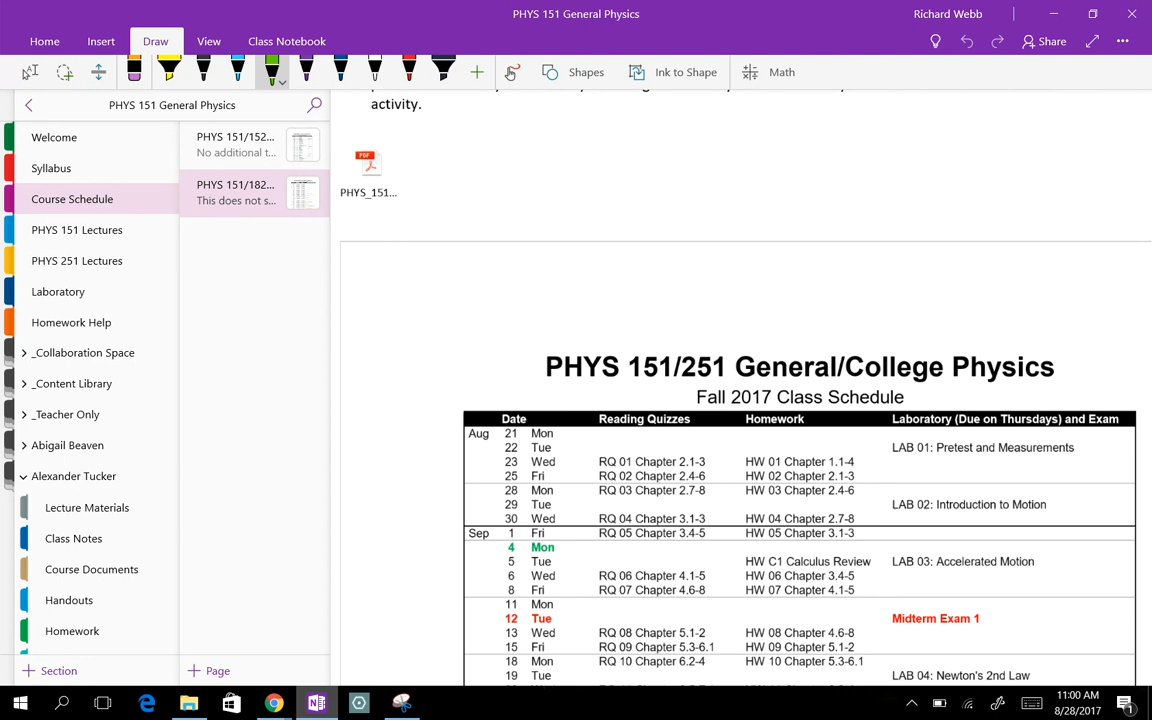 PHYS 151 General Physics
Richard Webb
Home Insert Draw View Class Notebook
Share
Shapes Ink to Shape Math
PHYS 151 General Physics
Welcome
Syllabus
Course Schedule
PHYS 151 Lectures
PHYS 251 Lectures
Laboratory
Homework Help
_Collaboration Space
_Content Library
_Teacher Only
Abigail Beaven
Alexander Tucker
Lecture Materials
Class Notes
Course Documents
Handouts
Homework
Section
PHYS 151/152...
No additional t...
PHYS 151/182...
This does not s...
Page
activity.
PDF
PHYS_151...
PHYS 151/251 General/College Physics
Fall 2017 Class Schedule
Date Reading Quizzes Homework Laboratory (Due on Thursdays) and Exam
Aug 21 Mon
22 Tue LAB 01: Pretest and Measurements
23 Wed RQ 01 Chapter 2.1-3 HW 01 Chapter 1.1-4
25 Fri RQ 02 Chapter 2.4-6 HW 02 Chapter 2.1-3
28 Mon RQ 03 Chapter 2.7-8 HW 03 Chapter 2.4-6
29 Tue LAB 02: Introduction to Motion
30 Wed RQ 04 Chapter 3.1-3 HW 04 Chapter 2.7-8
Sep 1 Fri RQ 05 Chapter 3.4-5 HW 05 Chapter 3.1-3
4 Mon
5 Tue HW C1 Calculus Review LAB 03: Accelerated Motion
6 Wed RQ 06 Chapter 4.1-5 HW 06 Chapter 3.4-5
8 Fri RQ 07 Chapter 4.6-8 HW 07 Chapter 4.1-5
11 Mon
12 Tue Midterm Exam 1
13 Wed RQ 08 Chapter 5.1-2 HW 08 Chapter 4.6-8
15 Fri RQ 09 Chapter 5.3-6.1 HW 09 Chapter 5.1-2
18 Mon RQ 10 Chapter 6.2-4 HW 10 Chapter 5.3-6.1
19 Tue LAB 04: Newton's 2nd Law
11:00 AM
8/28/2017
1